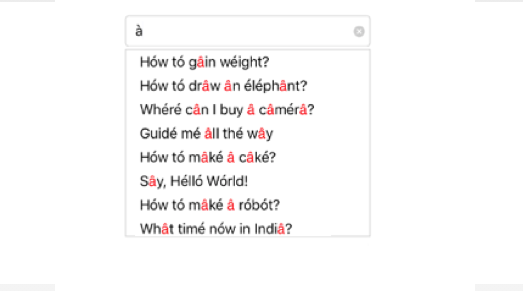 à
Hów tó gâin wéight?
Hów tó drâw ân éléphânt?
Whéré cân I buy â câmérâ?
Guidé mé âll thé wây
Hów tó mâké â câké?
Sây, Hélló Wórld!
Hów tó mâké â róbót?
Whât timé nów in Indiâ?